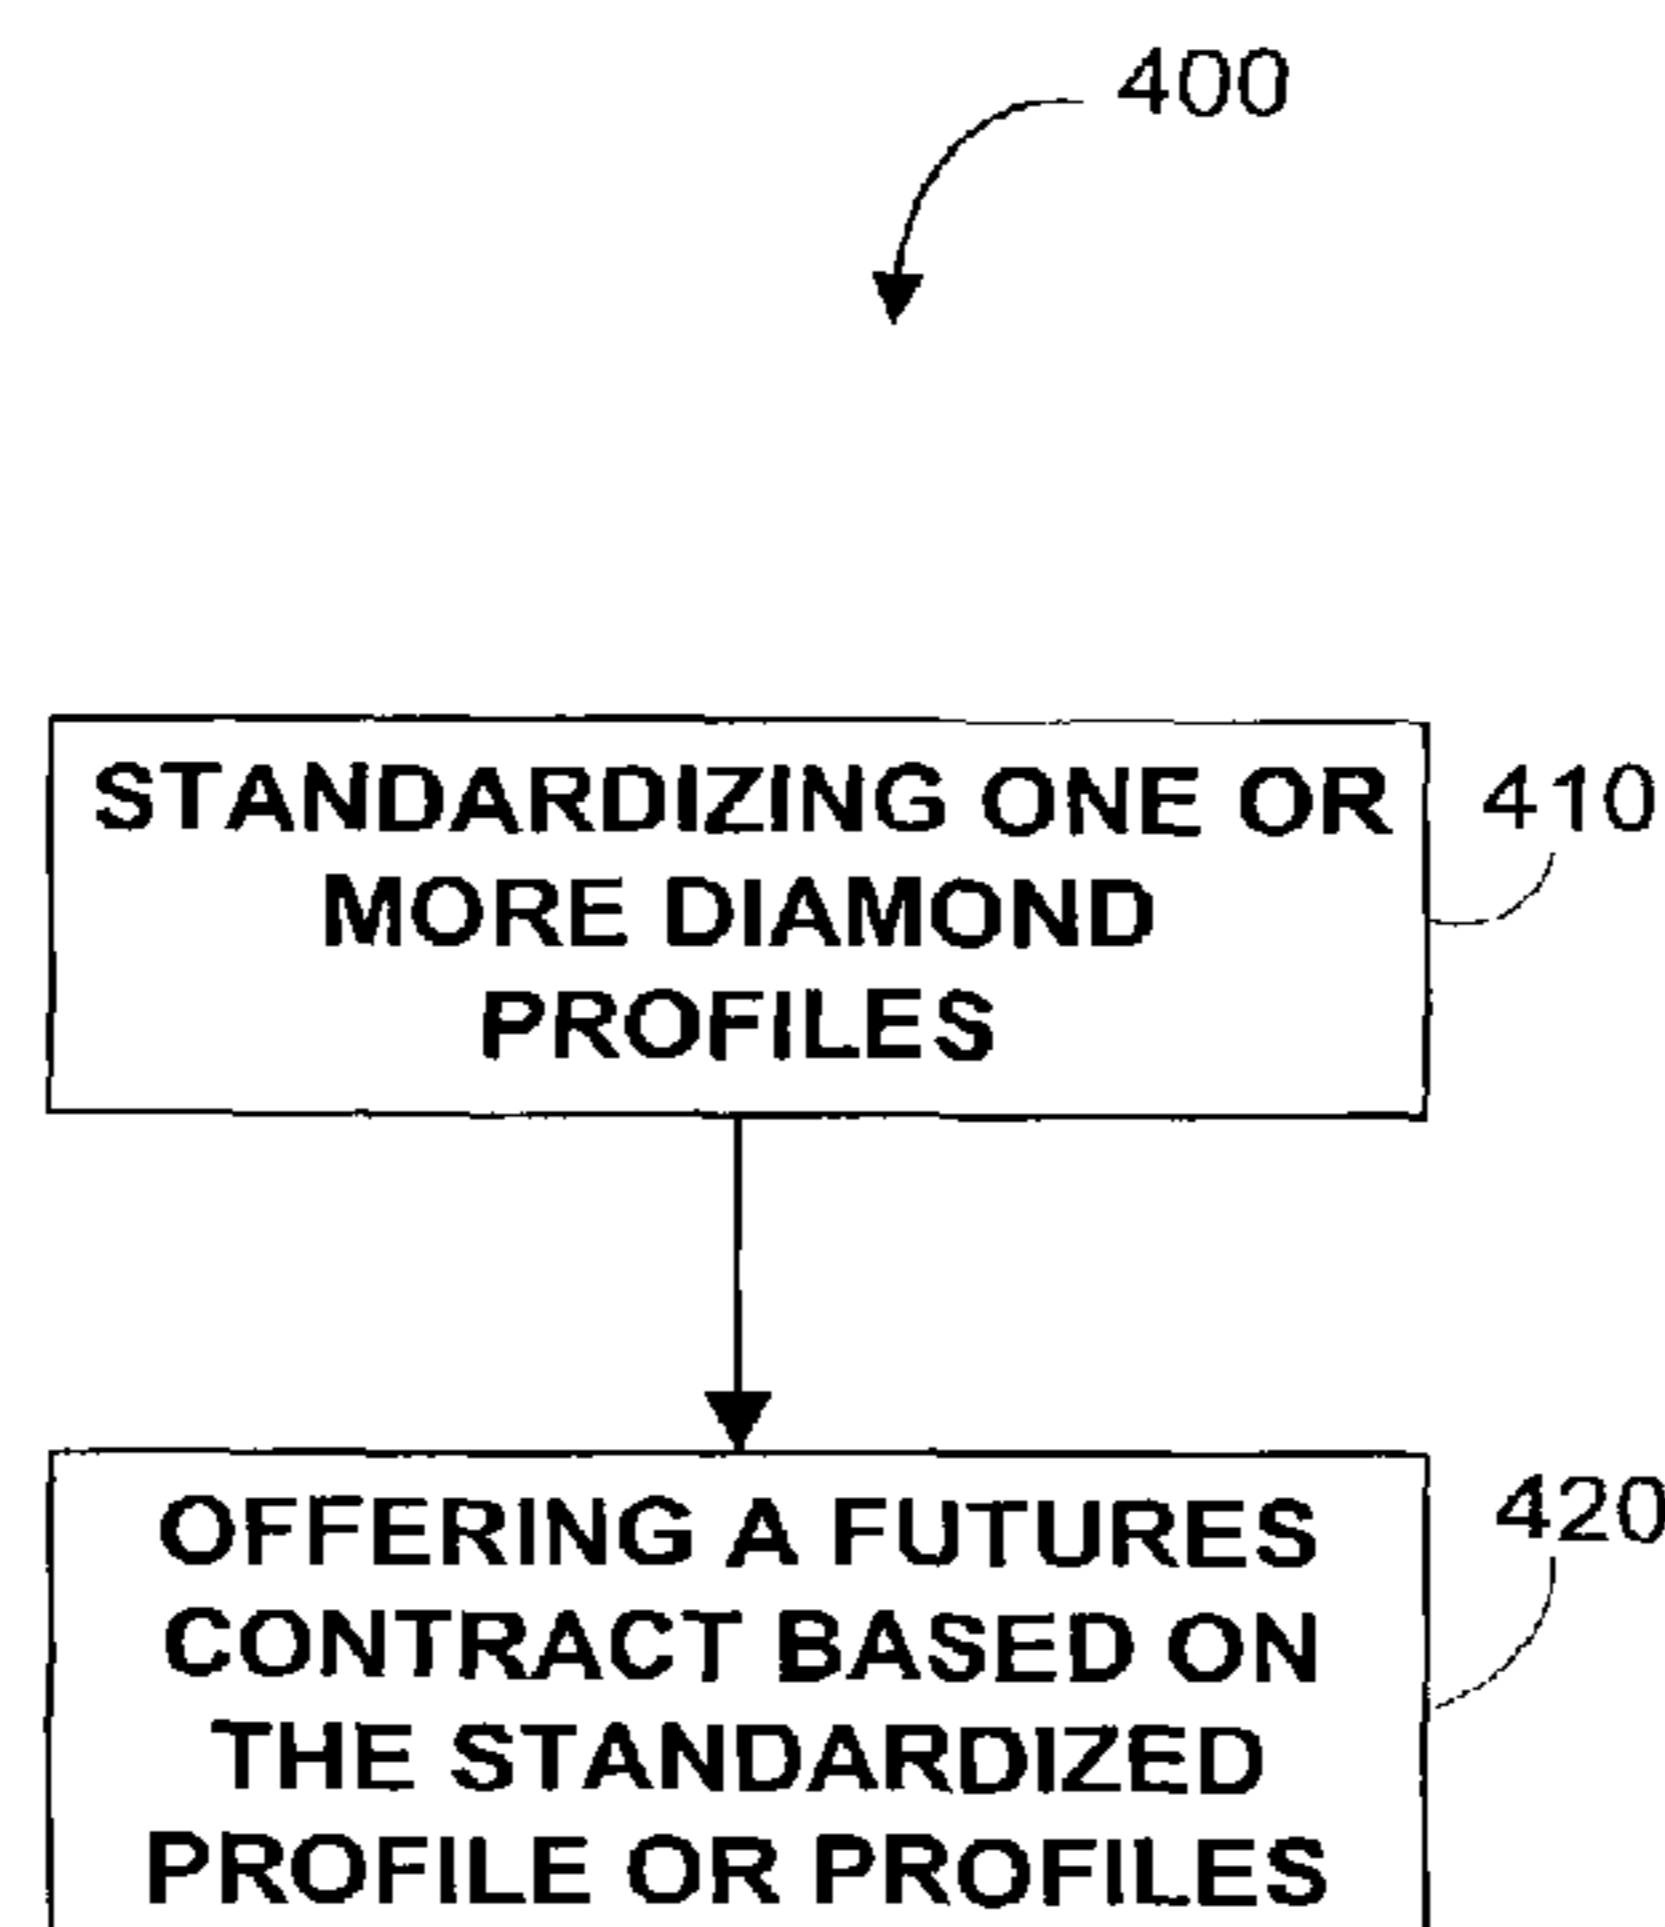 400
STANDARDIZING ONE OR
MORE DIAMOND
PROFILES
410
OFFERING A FUTURES
CONTRACT BASED ON
THE STANDARDIZED
PROFILE OR PROFILES
420